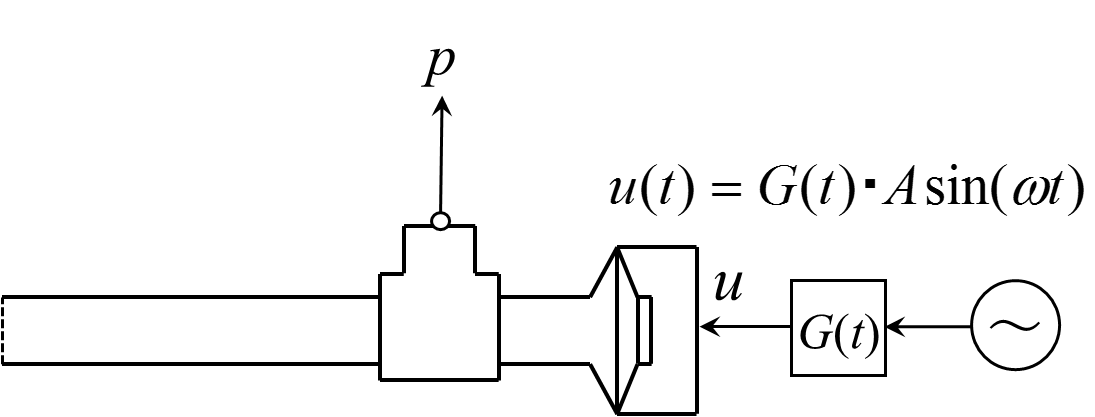 p
u(t) = G(t)·A sin(ωt)
u
G(t)
~